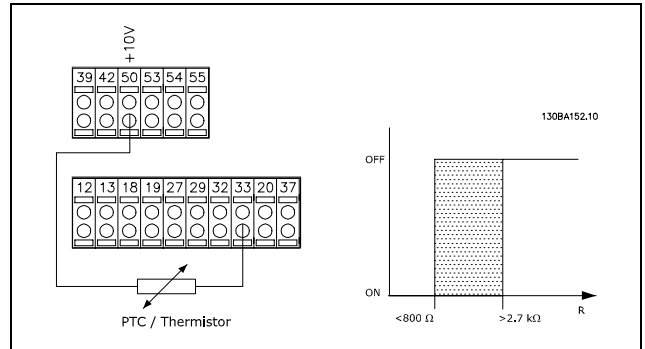 +10V
39 42 50 53 54 55
12 13 18 19 27 29 32 33 20 37
PTC / Thermistor
130BA152.10
OFF
ON
<800 Ω >2.7 kΩ
R